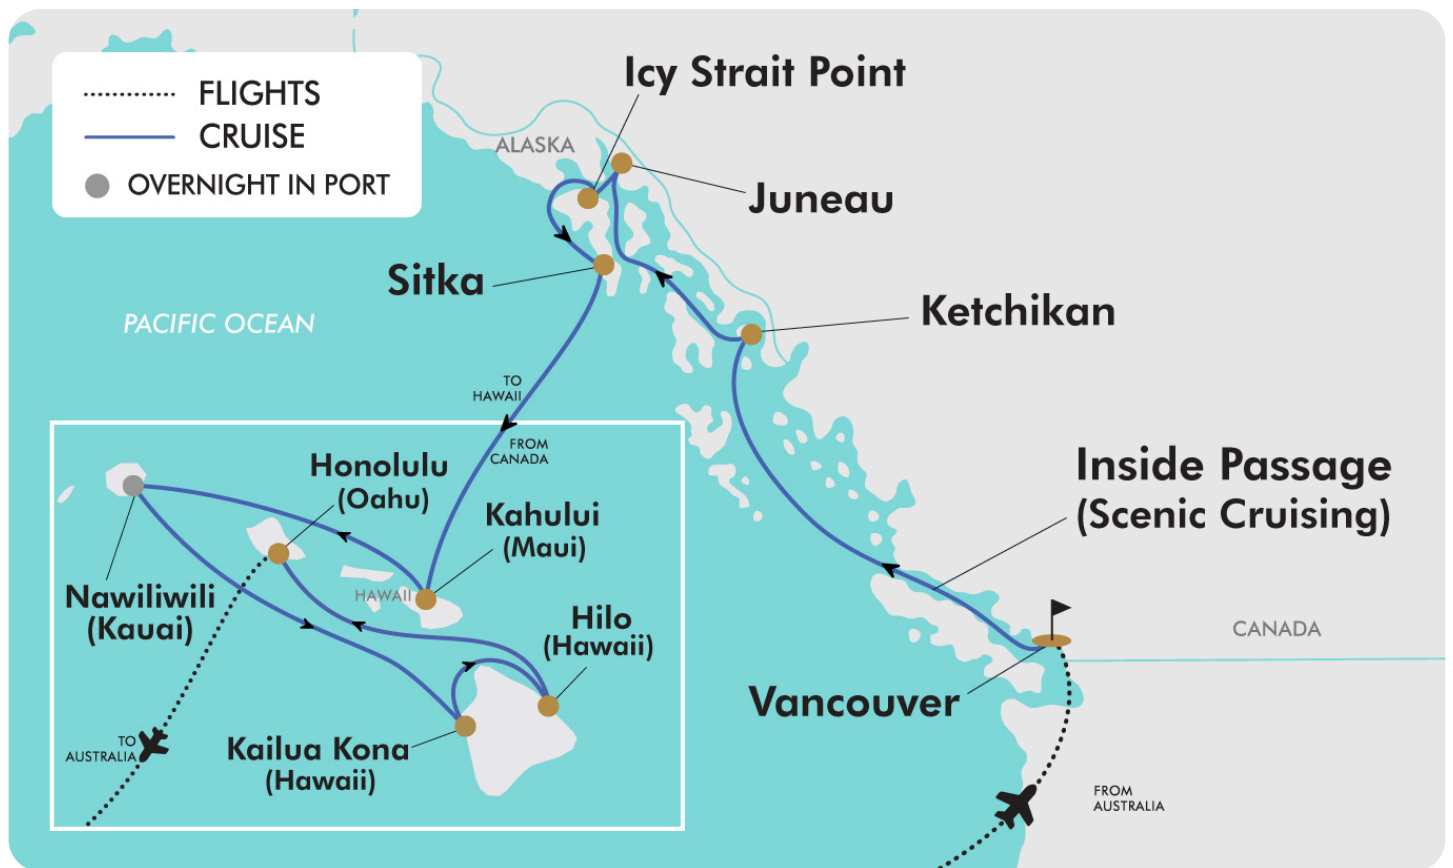 FLIGHTS
CRUISE
OVERNIGHT IN PORT
Icy Strait Point
ALASKA
Juneau
Sitka
Ketchikan
PACIFIC OCEAN
TO
HAWAII
FROM
CANADA
Inside Passage
(Scenic Cruising)
Honolulu
(Oahu)
Kahului
(Maui)
Nawiliwili
(Kauai)
HAWAII
Hilo
(Hawaii)
CANADA
Vancouver
TO
AUSTRALIA
Kailua Kona
(Hawaii)
FROM
AUSTRALIA